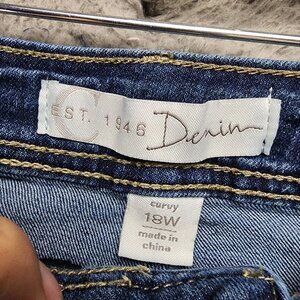 C
EST. 1946 Denim
curvy
18W
made in
china